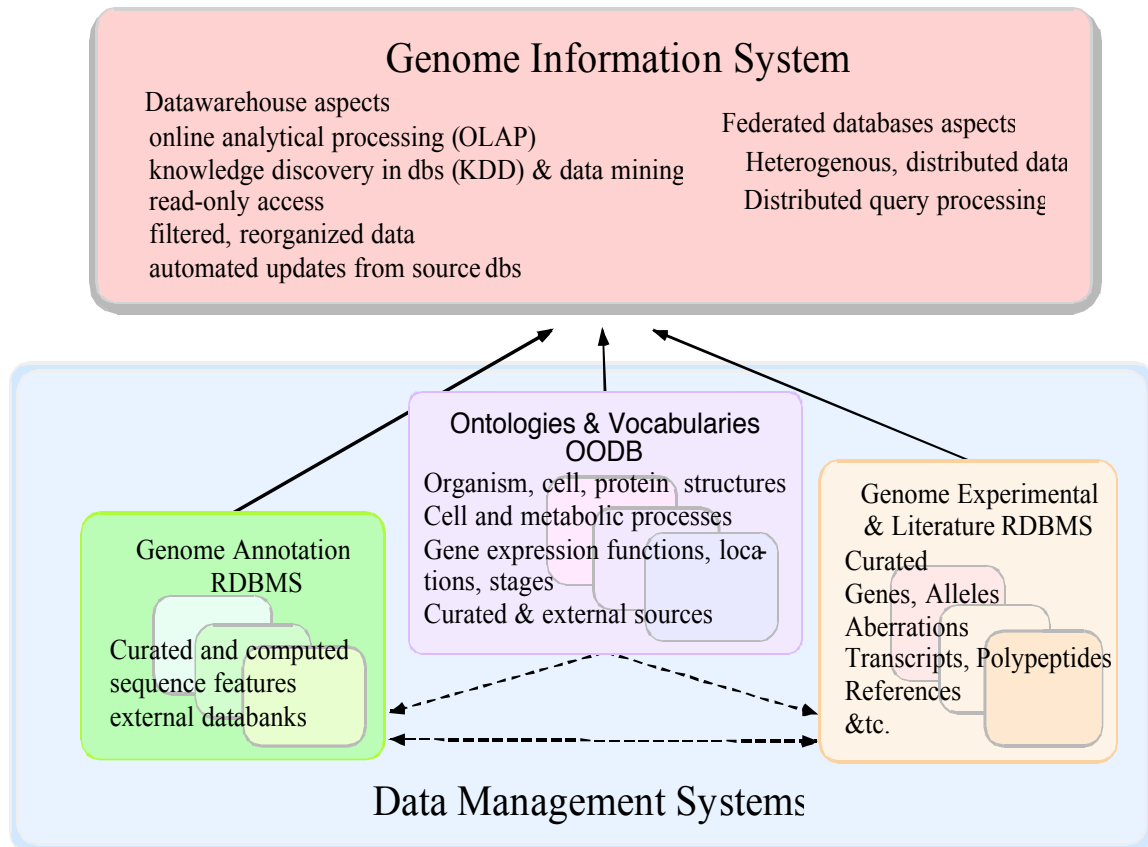 Genome Information System
Datawarehouse aspects
online analytical processing (OLAP)
knowledge discovery in dbs (KDD) & data mining
read-only access
filtered, reorganized data
automated updates from source dbs
Federated databases aspects
Heterogenous, distributed data
Distributed query processing
Ontologies & Vocabularies
OODB
Organism, cell, protein structures
Cell and metabolic processes
Gene expression functions, loca-
tions, stages
Curated & external sources
Genome Annotation
RDBMS
Curated and computed
sequence features
external databanks
Genome Experimental
& Literature RDBMS
Curated
Genes, Alleles
Aberrations
Transcripts, Polypeptides
References
&tc.
Data Management Systems